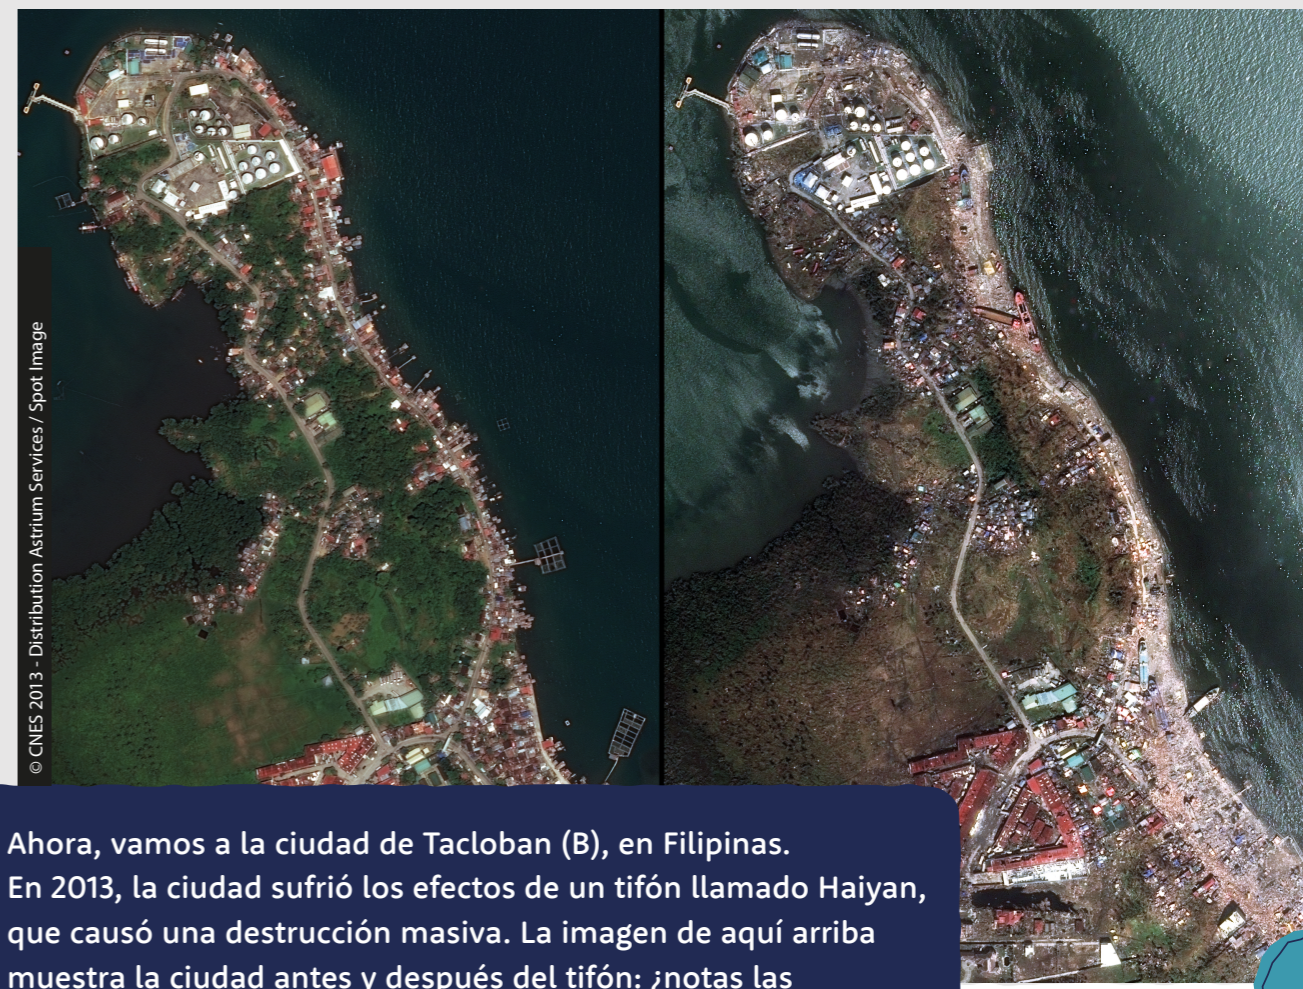 © CNES 2013 - Distribution Astrium Services / Spot Image
Ahora, vamos a la ciudad de Tacloban (B), en Filipinas.
En 2013, la ciudad sufrió los efectos de un tifón llamado Haiyan,
que causó una destrucción masiva. La imagen de aquí arriba
muestra la ciudad antes y después del tifón: ¿notas las